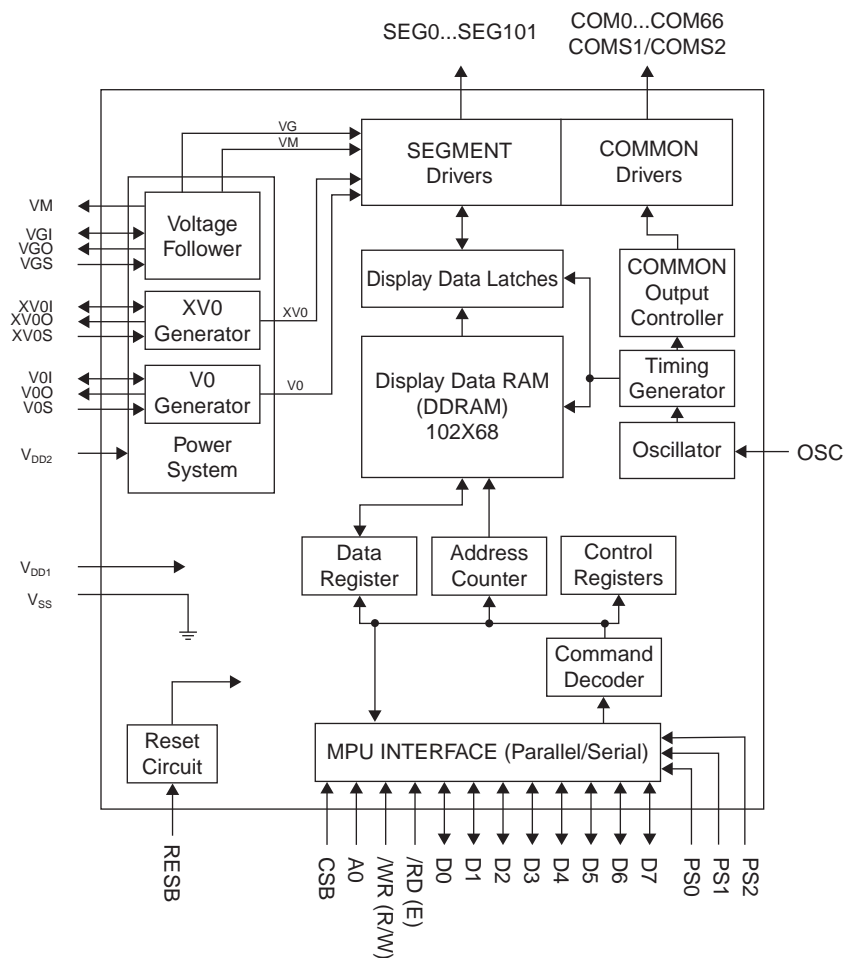 SEG0...SEG101
COM0...COM66
COMS1/COMS2
VG
VM
SEGMENT
Drivers
COMMON
Drivers
VM
VGI
VGO
VGS
Voltage
Follower
Display Data Latches
COMMON
Output
Controller
XV0I
XV0O
XV0S
XV0
Generator
XV0
V0I
V0O
V0S
V0
Generator
V0
Display Data RAM
(DDRAM)
102X68
Timing
Generator
VDD2
Power
System
Oscillator
OSC
VDD1
VSS
Data
Register
Address
Counter
Control
Registers
Command
Decoder
Reset
Circuit
MPU INTERFACE (Parallel/Serial)
RESB
CSB
A0
/WR (R/W)
/RD (E)
D0
D1
D2
D3
D4
D5
D6
D7
PS0
PS1
PS2